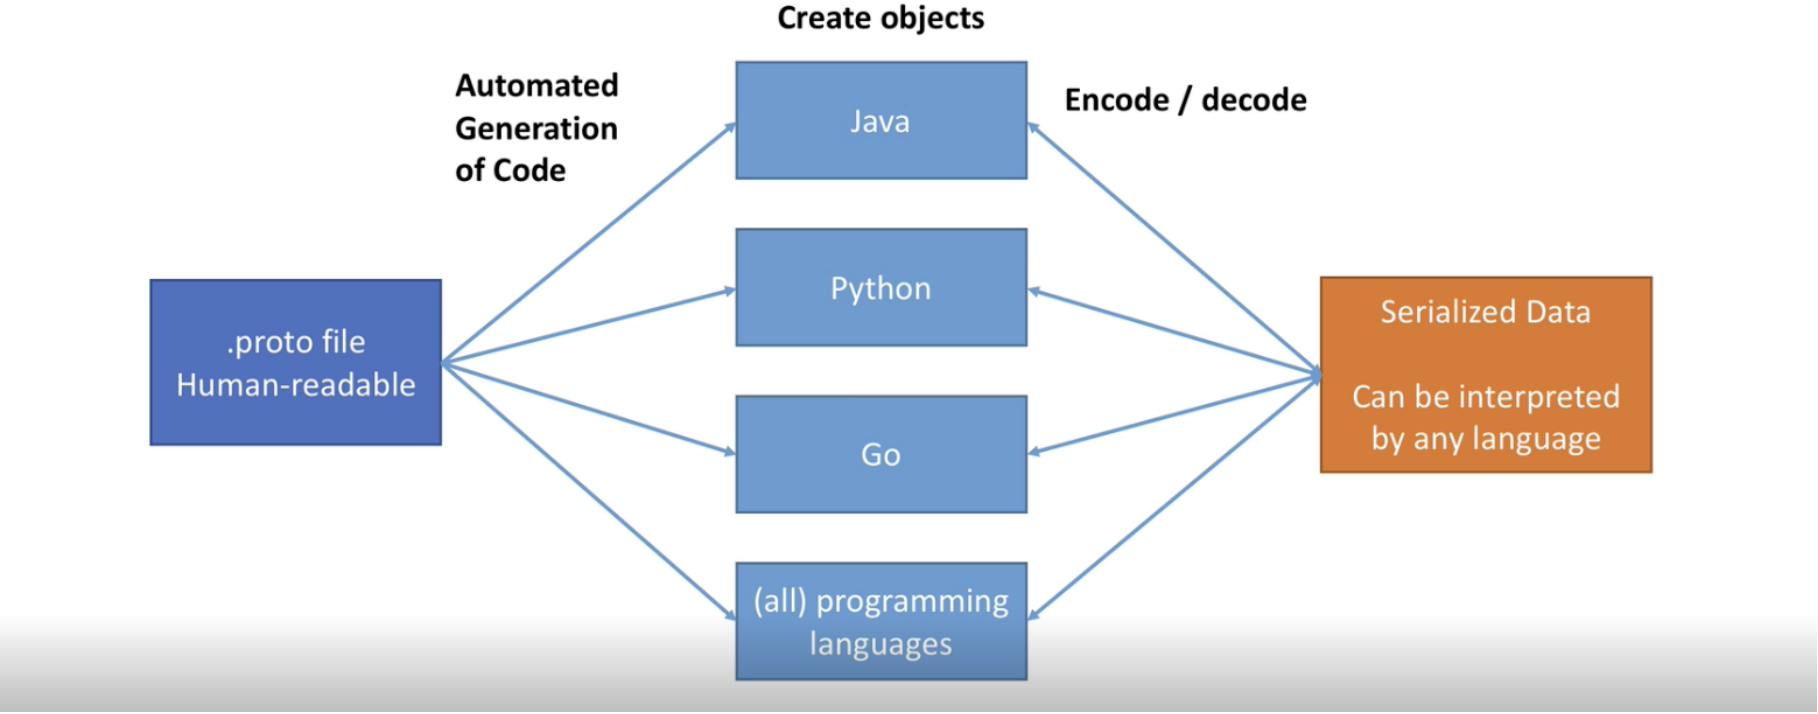 Create objects
Automated
Generation
of Code
Encode / decode
Java
Python
.proto file
Human-readable
Go
(all) programming
languages
Serialized Data
Can be interpreted
by any language